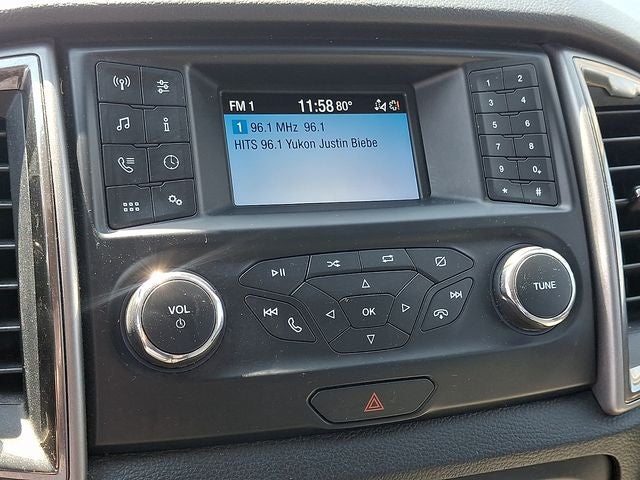 FM 1 11:58 80°
1 96.1 MHz 96.1
HITS 96.1 Yukon Justin Biebe
1 2
3 4
5 6
7 8
9 0+
* #
i
VOL
OK
TUNE